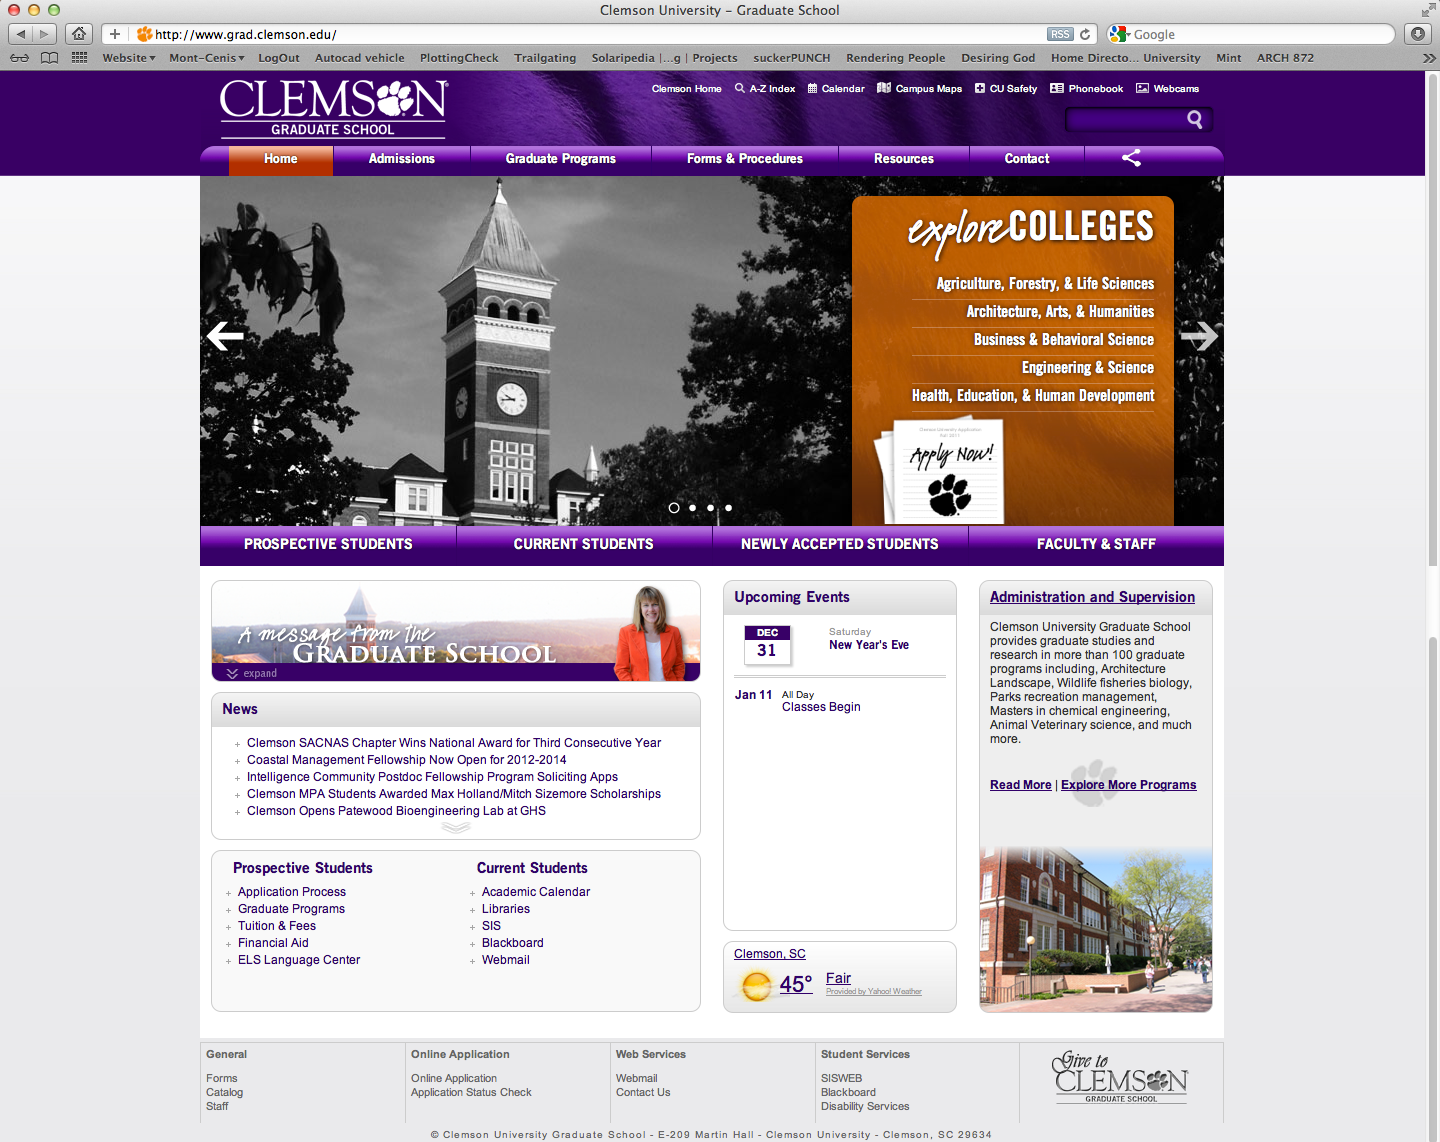 Clemson University – Graduate School
http://www.grad.clemson.edu/
RSS
Google
Website
Mont-Cenis
LogOut
Autocad vehicle
PlottingCheck
Trailgating
Solaripedia |...g | Projects
suckerPUNCH
Rendering People
Desiring God
Home Directo... University
Mint
ARCH 872
CLEMSON
GRADUATE SCHOOL
Clemson Home
A-Z Index
Calendar
Campus Maps
CU Safety
Phonebook
Webcams
Home
Admissions
Graduate Programs
Forms & Procedures
Resources
Contact
explore COLLEGES
Agriculture, Forestry, & Life Sciences
Architecture, Arts, & Humanities
Business & Behavioral Science
Engineering & Science
Health, Education, & Human Development
Clemson University Application
Fall 2011
Apply Now!
PROSPECTIVE STUDENTS
CURRENT STUDENTS
NEWLY ACCEPTED STUDENTS
FACULTY & STAFF
A message from the
GRADUATE SCHOOL
expand
News
Clemson SACNAS Chapter Wins National Award for Third Consecutive Year
Coastal Management Fellowship Now Open for 2012-2014
Intelligence Community Postdoc Fellowship Program Soliciting Apps
Clemson MPA Students Awarded Max Holland/Mitch Sizemore Scholarships
Clemson Opens Patewood Bioengineering Lab at GHS
Prospective Students
Application Process
Graduate Programs
Tuition & Fees
Financial Aid
ELS Language Center
Current Students
Academic Calendar
Libraries
SIS
Blackboard
Webmail
Upcoming Events
DEC
31
Saturday
New Year's Eve
Jan 11
All Day
Classes Begin
Clemson, SC
45°
Fair
Provided by Yahoo! Weather
Administration and Supervision
Clemson University Graduate School
provides graduate studies and
research in more than 100 graduate
programs including, Architecture
Landscape, Wildlife fisheries biology,
Parks recreation management,
Masters in chemical engineering,
Animal Veterinary science, and much
more.
Read More | Explore More Programs
General
Forms
Catalog
Staff
Online Application
Online Application
Application Status Check
Web Services
Webmail
Contact Us
Student Services
SISWEB
Blackboard
Disability Services
Give to
CLEMSON
GRADUATE SCHOOL
© Clemson University Graduate School - E-209 Martin Hall - Clemson University - Clemson, SC 29634